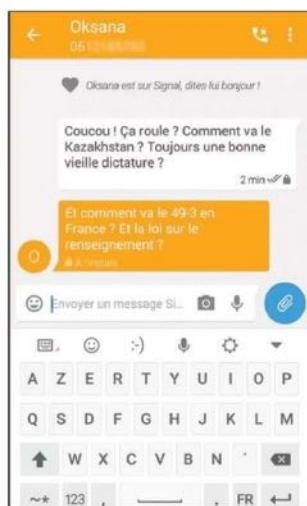 Oksana
06
Oksana est sur Signal, dites lui bonjour !
Coucou ! Ça roule ? Comment va le
Kazakhstan ? Toujours une bonne
vieille dictature ?
2 min
Et comment va le 49-3 en
France ? Et la loi sur le
renseignement ?
O
À l'instant
Envoyer un message Si...
:-)
A Z E R T Y U I O P
Q S D F G H J K L M
W X C V B N '
~* 123 , . FR